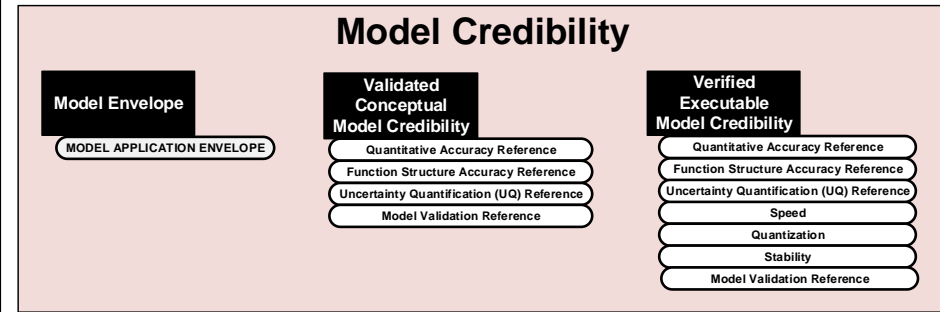 Model Credibility
Model Envelope
MODEL APPLICATION ENVELOPE
Validated
Conceptual
Model Credibility
Quantitative Accuracy Reference
Function Structure Accuracy Reference
Uncertainty Quantification (UQ) Reference
Model Validation Reference
Verified
Executable
Model Credibility
Quantitative Accuracy Reference
Function Structure Accuracy Reference
Uncertainty Quantification (UQ) Reference
Speed
Quantization
Stability
Model Validation Reference